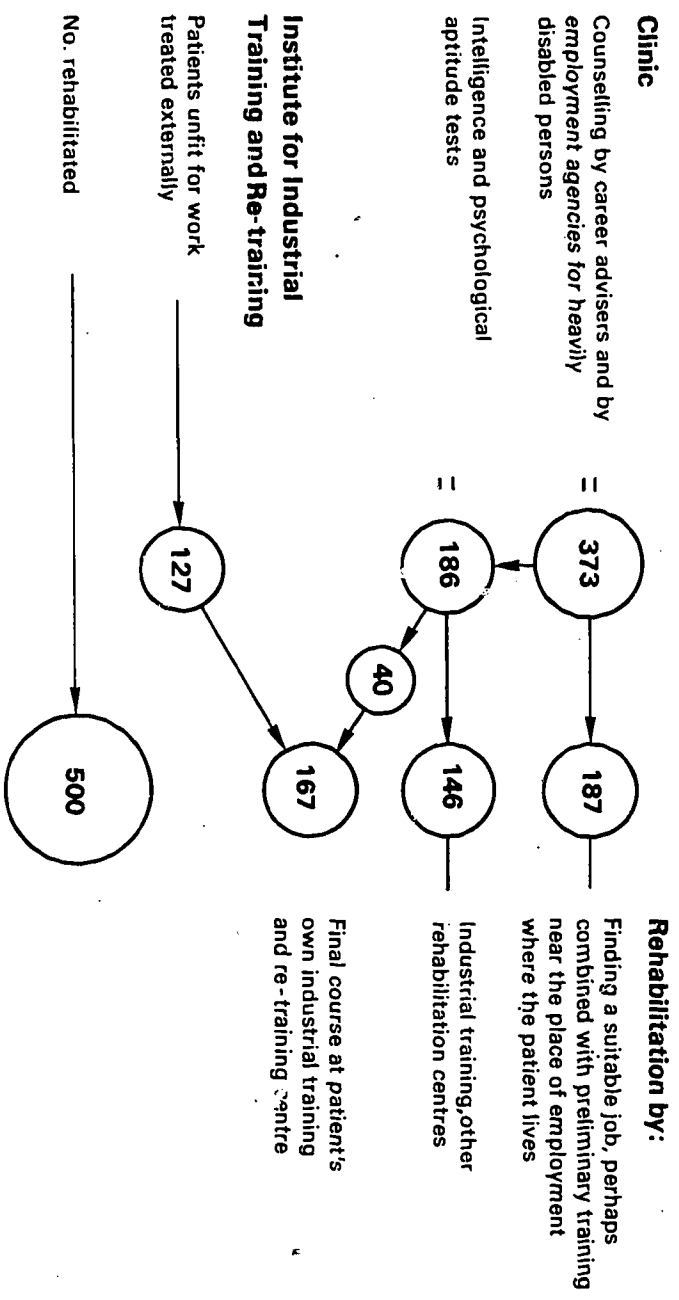 Clinic
Counselling by career advisers and by
employment agencies for heavily
disabled persons
=
373
187
Rehabilitation by:
Finding a suitable job, perhaps
combined with preliminary training
near the place of employment
where the patient lives
Intelligence and psychological
aptitude tests
=
186
146
Industrial training, other
rehabilitation centres
40
Institute for Industrial
Training and Re-training
Patients unfit for work
treated externally
127
167
Final course at patient's
own industrial training
and re-training centre
No. rehabilitated
500